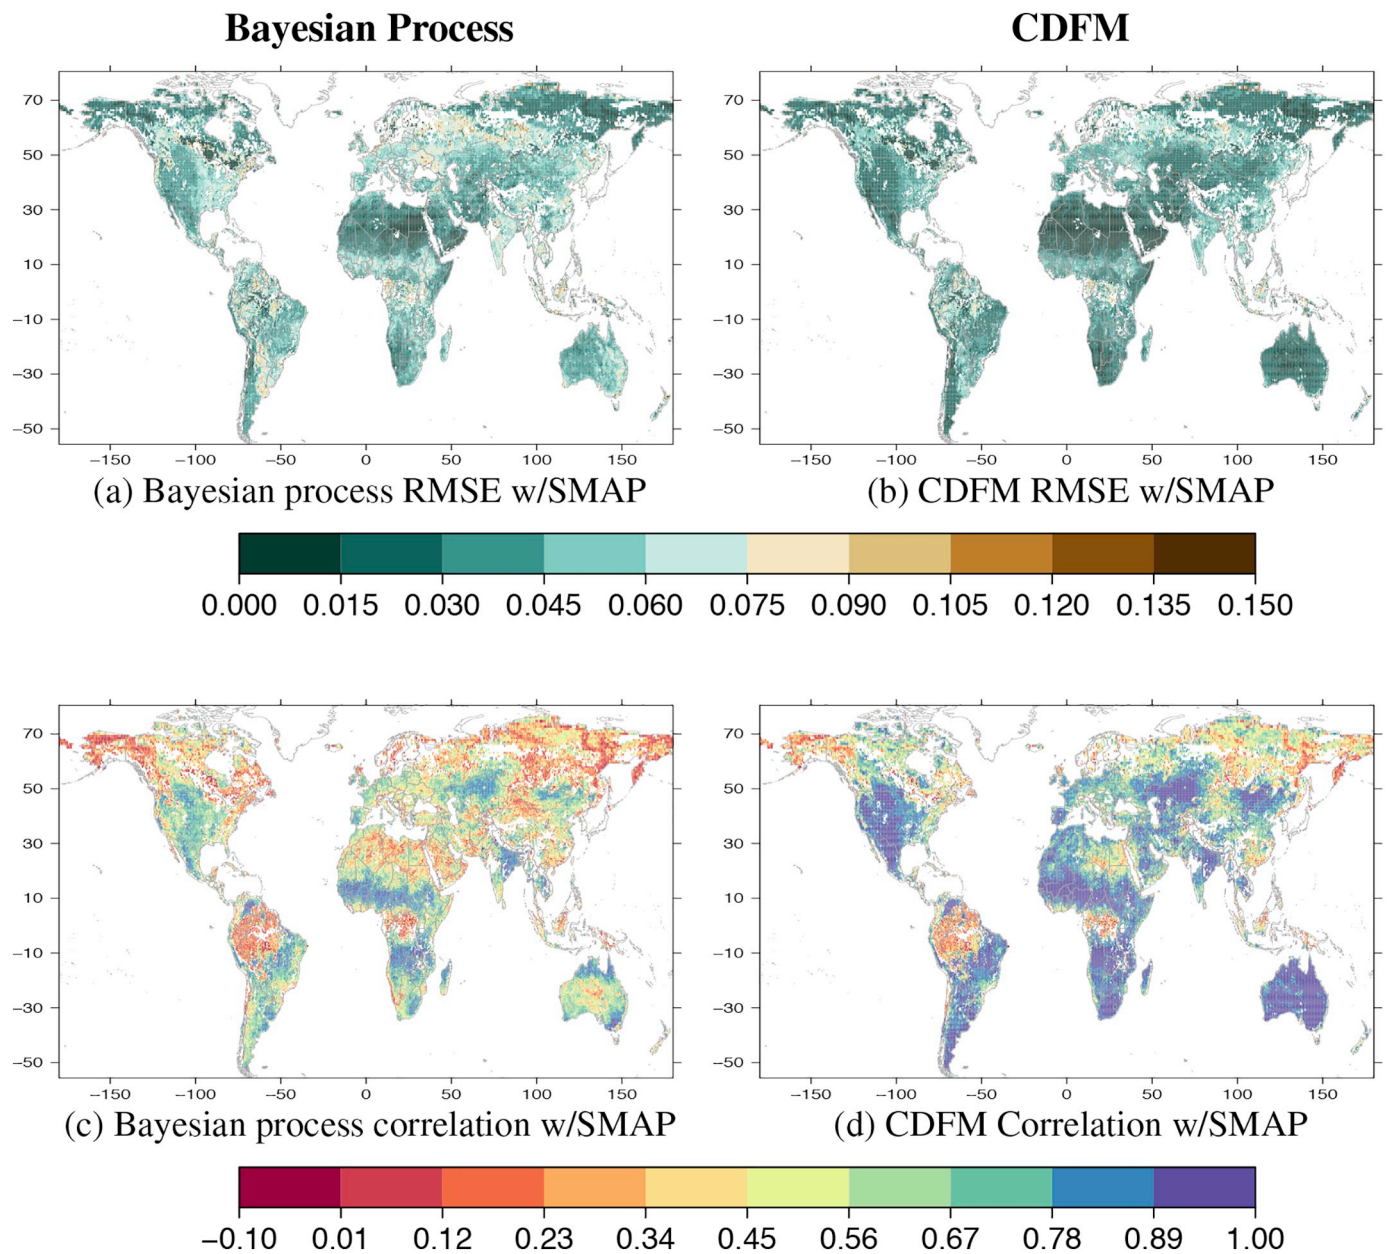 Bayesian Process CDFM
70 70
50 50
30 30
10 10
−10 −10
−30 −30
−50 −50
−150 −100 −50 0 50 100 150 −150 −100 −50 0 50 100 150
(a) Bayesian process RMSE w/SMAP (b) CDFM RMSE w/SMAP
0.000 0.015 0.030 0.045 0.060 0.075 0.090 0.105 0.120 0.135 0.150
70 70
50 50
30 30
10 10
−10 −10
−30 −30
−50 −50
−150 −100 −50 0 50 100 150 −150 −100 −50 0 50 100 150
(c) Bayesian process correlation w/SMAP (d) CDFM Correlation w/SMAP
−0.10 0.01 0.12 0.23 0.34 0.45 0.56 0.67 0.78 0.89 1.00